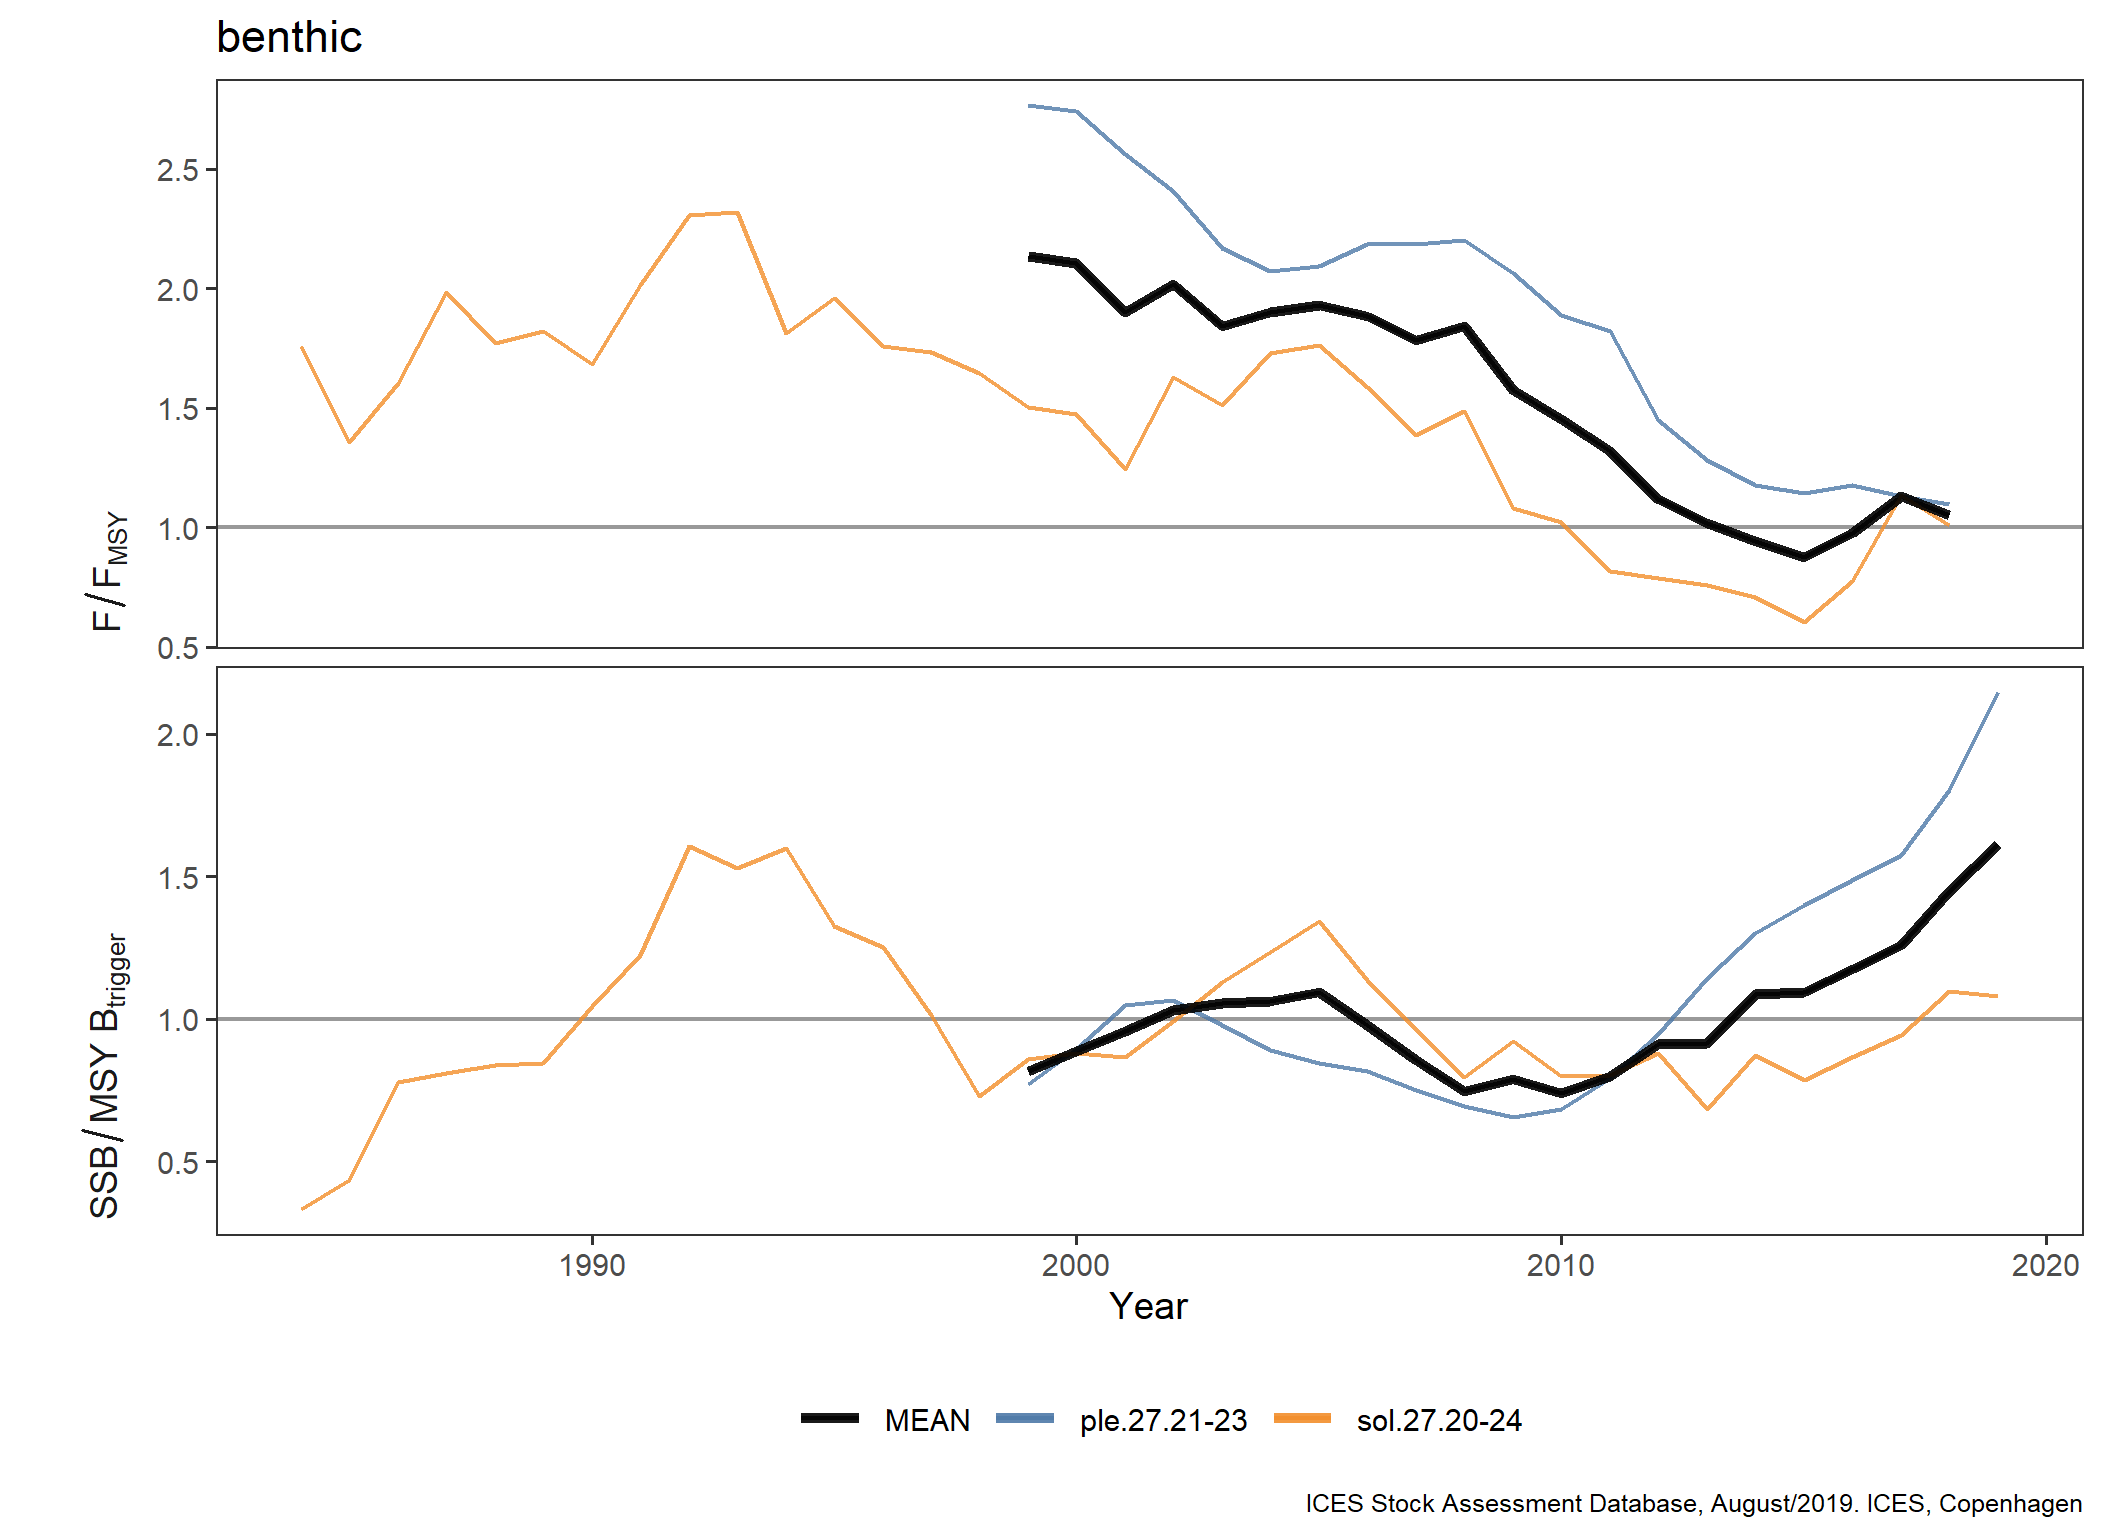 benthic
2.5
2.0
1.5
1.0
0.5
F/FMSY
2.0
1.5
1.0
0.5
SSB/MSY Btrigger
1990 2000 2010 2020
Year
MEAN ple.27.21-23 sol.27.20-24
ICES Stock Assessment Database, August/2019. ICES, Copenhagen